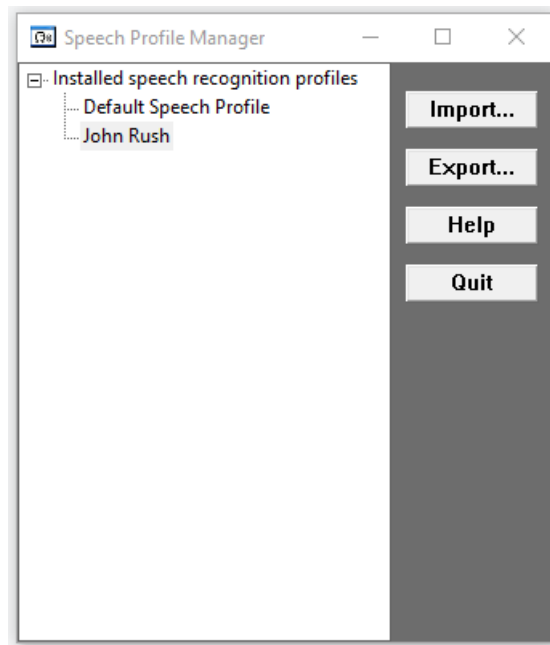 Speech Profile Manager
Installed speech recognition profiles
Default Speech Profile
John Rush
Import...
Export...
Help
Quit